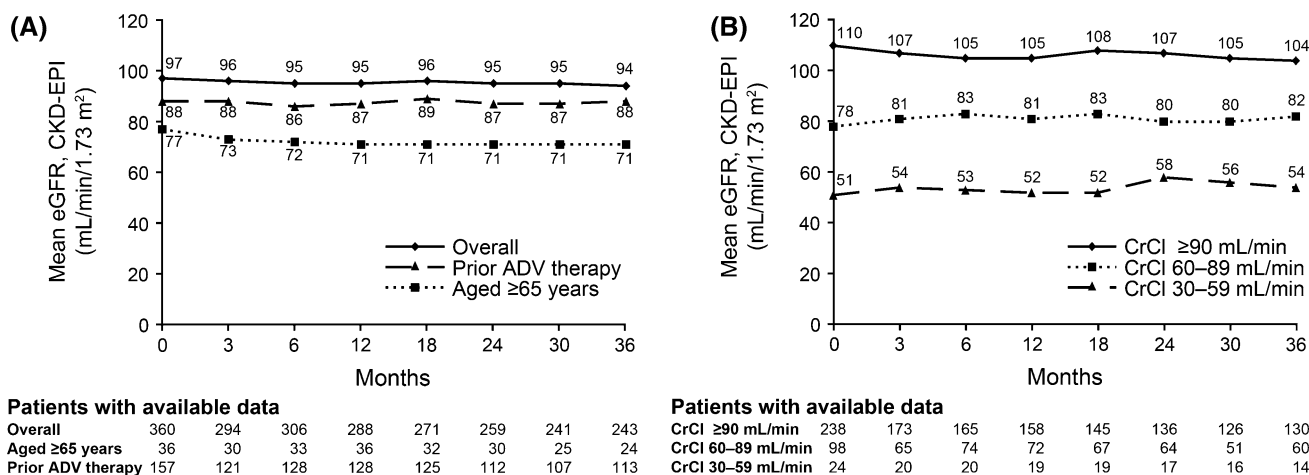 (A)
Mean eGFR, CKD-EPI
(mL/min/1.73 m²)
120
100
80
60
40
20
0
97 96 95 95 96 95 95 94
88 88 86 87 89 87 87 88
77 73 72 71 71 71 71 71
Overall
Prior ADV therapy
Aged ≥65 years
0 3 6 12 18 24 30 36
Months
Patients with available data
Overall 360 294 306 288 271 259 241 243
Aged ≥65 years 36 30 33 36 32 30 25 24
Prior ADV therapy 157 121 128 128 125 112 107 113
(B)
Mean eGFR, CKD-EPI
(mL/min/1.73 m²)
120
100
80
60
40
20
0
110 107 105 105 108 107 105 104
78 81 83 81 83 80 80 82
51 54 53 52 52 58 56 54
CrCl ≥90 mL/min
CrCl 60–89 mL/min
CrCl 30–59 mL/min
0 3 6 12 18 24 30 36
Months
Patients with available data
CrCl ≥90 mL/min 238 173 165 158 145 136 126 130
CrCl 60–89 mL/min 98 65 74 72 67 64 51 60
CrCl 30–59 mL/min 24 20 20 19 19 17 16 14